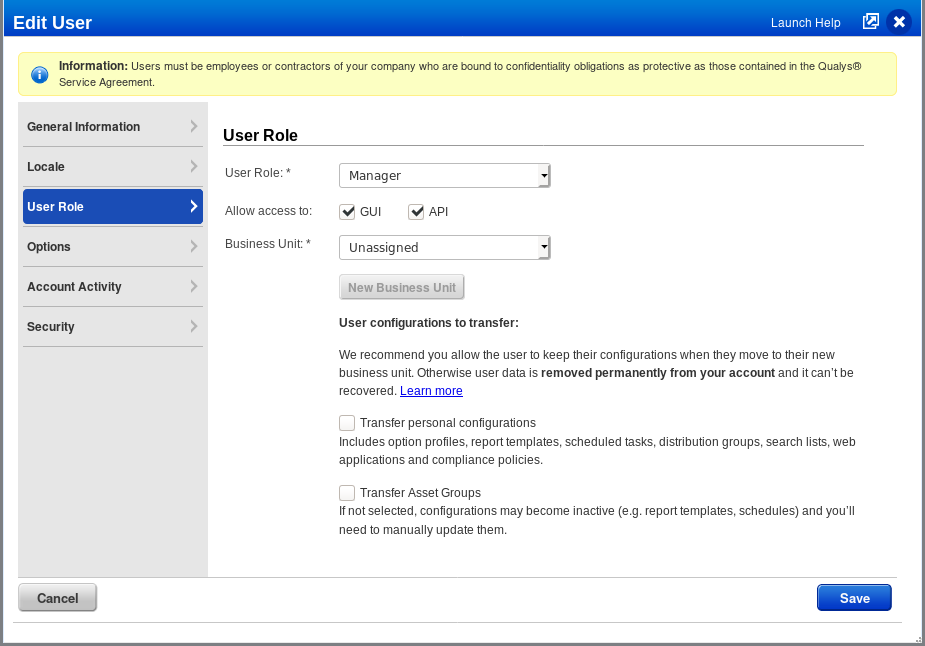 Edit User
Launch Help
Information: Users must be employees or contractors of your company who are bound to confidentiality obligations as protective as those contained in the Qualys®
Service Agreement.
General Information
Locale
User Role
Options
Account Activity
Security
User Role
User Role: *
Manager
Allow access to:
GUI
API
Business Unit: *
Unassigned
New Business Unit
User configurations to transfer:
We recommend you allow the user to keep their configurations when they move to their new
business unit. Otherwise user data is removed permanently from your account and it can't be
recovered. Learn more
Transfer personal configurations
Includes option profiles, report templates, scheduled tasks, distribution groups, search lists, web
applications and compliance policies.
Transfer Asset Groups
If not selected, configurations may become inactive (e.g. report templates, schedules) and you'll
need to manually update them.
Cancel
Save